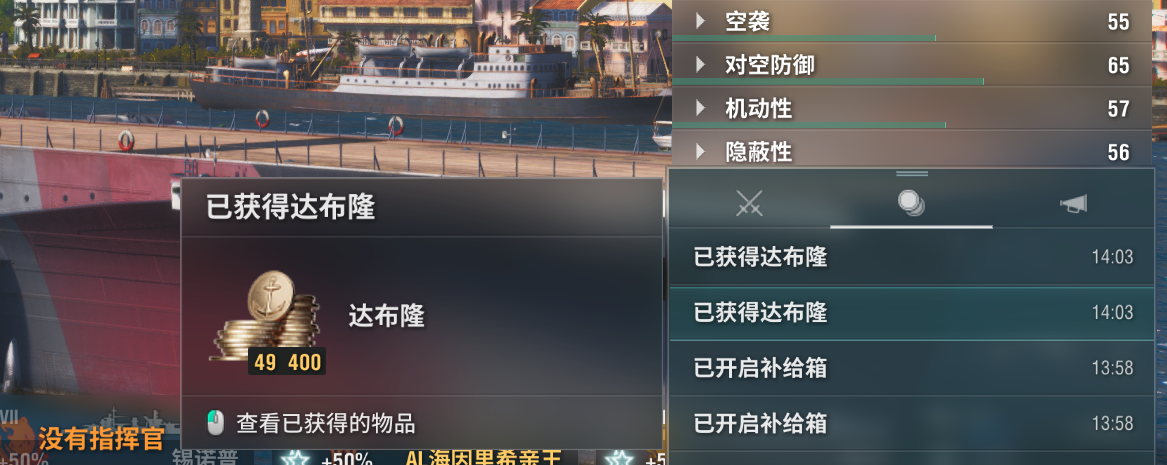 空袭 55
对空防御 65
机动性 57
隐蔽性 56
已获得达布隆
达布隆
49 400
查看已获得的物品
已获得达布隆 14:03
已获得达布隆 14:03
已开启补给箱 13:58
已开启补给箱 13:58
VII
没有指挥官
+50%
锡诺普
+50%
AL海因里希亲王
+5